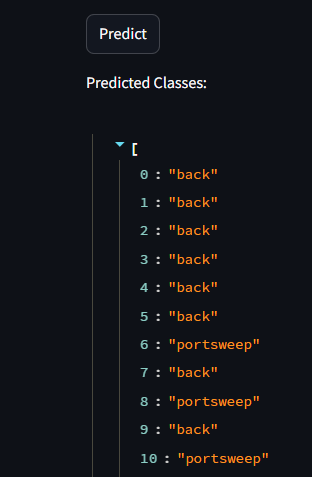 Predict
Predicted Classes:
[
0 : "back"
1 : "back"
2 : "back"
3 : "back"
4 : "back"
5 : "back"
6 : "portsweep"
7 : "back"
8 : "portsweep"
9 : "back"
10 : "portsweep"